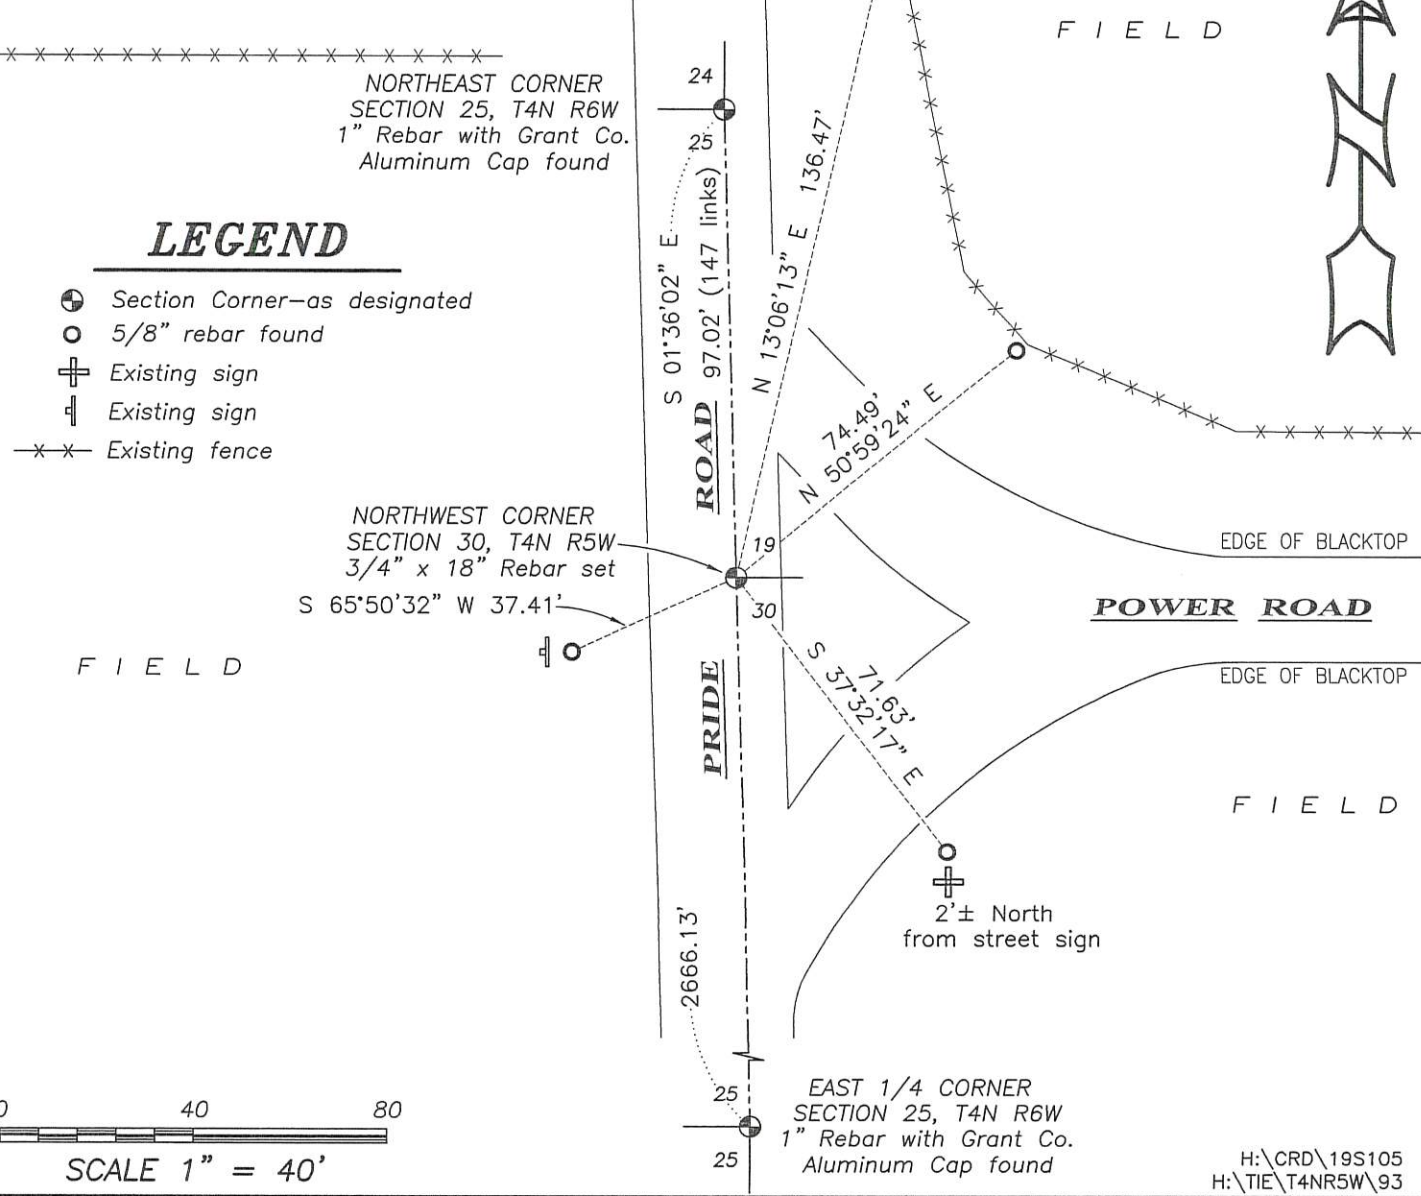 FIELD
24
NORTHEAST CORNER
SECTION 25, T4N R6W
1" Rebar with Grant Co.
Aluminum Cap found
25
N
LEGEND
Section Corner-as designated
5/8" rebar found
Existing sign
Existing sign
Existing fence
S 01°36'02" E
97.02' (147 links)
N 13°06'13" E 136.47'
74.49'
N 50°59'24" E
ROAD
NORTHWEST CORNER
SECTION 30, T4N R5W
3/4" x 18" Rebar set
S 65°50'32" W 37.41'
19
30
EDGE OF BLACKTOP
POWER ROAD
EDGE OF BLACKTOP
FIELD
PRIDE
71.63'
S 37°32'17" E
FIELD
2'± North
from street sign
2666.13'
25
EAST 1/4 CORNER
SECTION 25, T4N R6W
1" Rebar with Grant Co.
Aluminum Cap found
25
0 40 80
SCALE 1" = 40'
H:\CRD\19S105
H:\TIE\T4NR5W\93